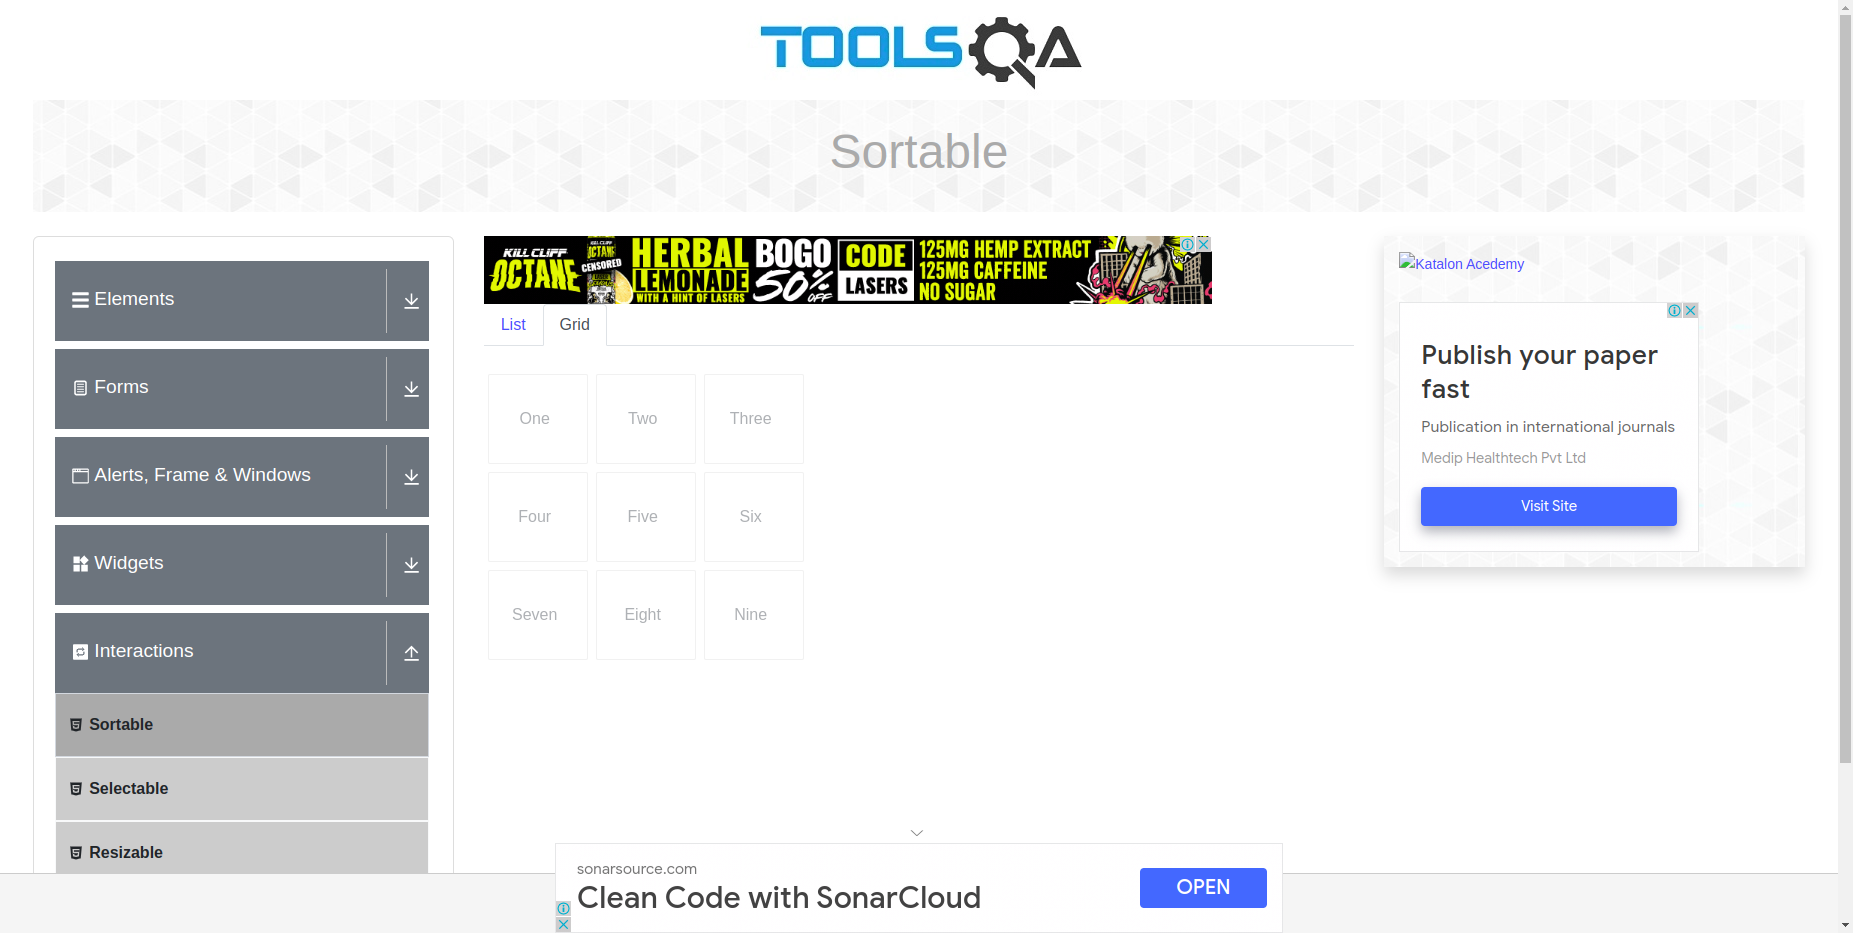 TOOLSQA
Sortable
Elements
Forms
Alerts, Frame & Windows
Widgets
Interactions
Sortable
Selectable
Resizable
KILL CLIFF
OCTANE
KILL CLIFF
OCTANE
CENSORED
HERBAL
LEMONADE
WITH A HINT OF LASERS
BOGO
50% OFF
CODE
LASERS
125MG HEMP EXTRACT
125MG CAFFEINE
NO SUGAR
List
Grid
One
Two
Three
Four
Five
Six
Seven
Eight
Nine
Katalon Acedemy
Publish your paper
fast
Publication in international journals
Medip Healthtech Pvt Ltd
Visit Site
sonarsource.com
Clean Code with SonarCloud
OPEN